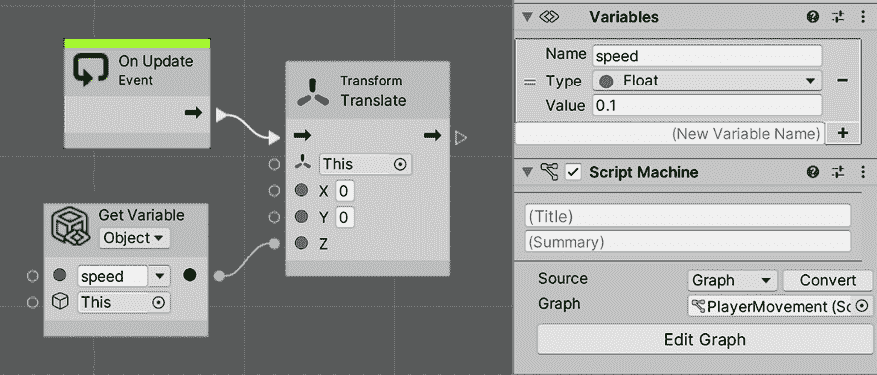 On Update
Event
Transform
Translate
This
X 0
Y 0
Z
Get Variable
Object
speed
This
Variables
Name speed
Type Float
Value 0.1
(New Variable Name) +
Script Machine
(Title)
(Summary)
Source Graph Convert
Graph PlayerMovement (Sc
Edit Graph